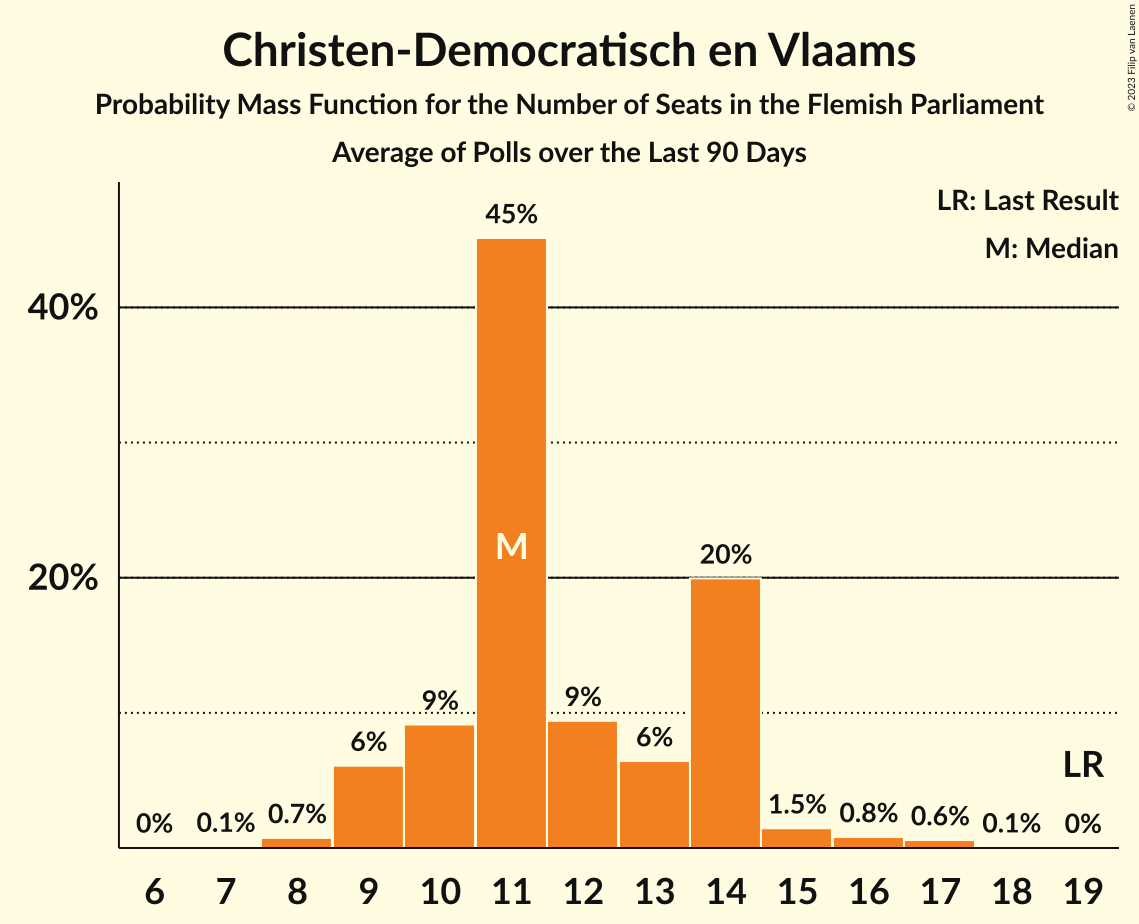 Christen-Democratisch en Vlaams
Probability Mass Function for the Number of Seats in the Flemish Parliament
Average of Polls over the Last 90 Days
© 2023 Filip van Laenen
LR: Last Result
M: Median
40%
20%
0%
0.1%
0.7%
6%
9%
45%
M
9%
6%
20%
1.5%
0.8%
0.6%
0.1%
LR
0%
6 7 8 9 10 11 12 13 14 15 16 17 18 19